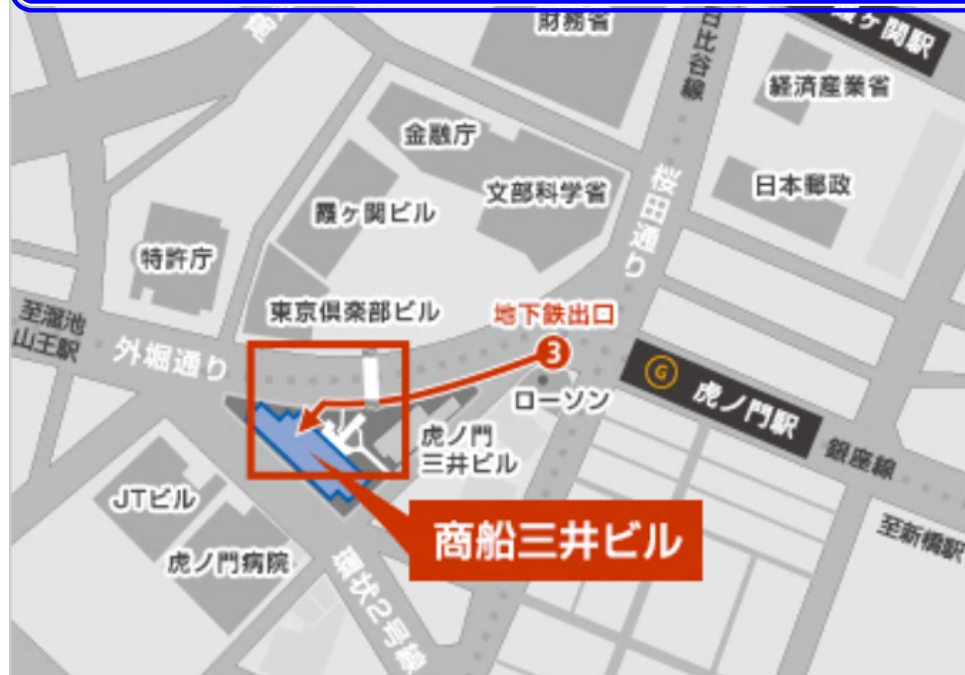 財務省
霞ヶ関駅
日比谷線
経済産業省
金融庁
文部科学省
桜田通り
日本郵政
霞ヶ関ビル
特許庁
東京倶楽部ビル
地下鉄出口
3
至溜池
山王駅
外堀通り
G
虎ノ門駅
ローソン
虎ノ門
三井ビル
銀座線
JTビル
商船三井ビル
至新橋駅
虎ノ門病院
環状2号線